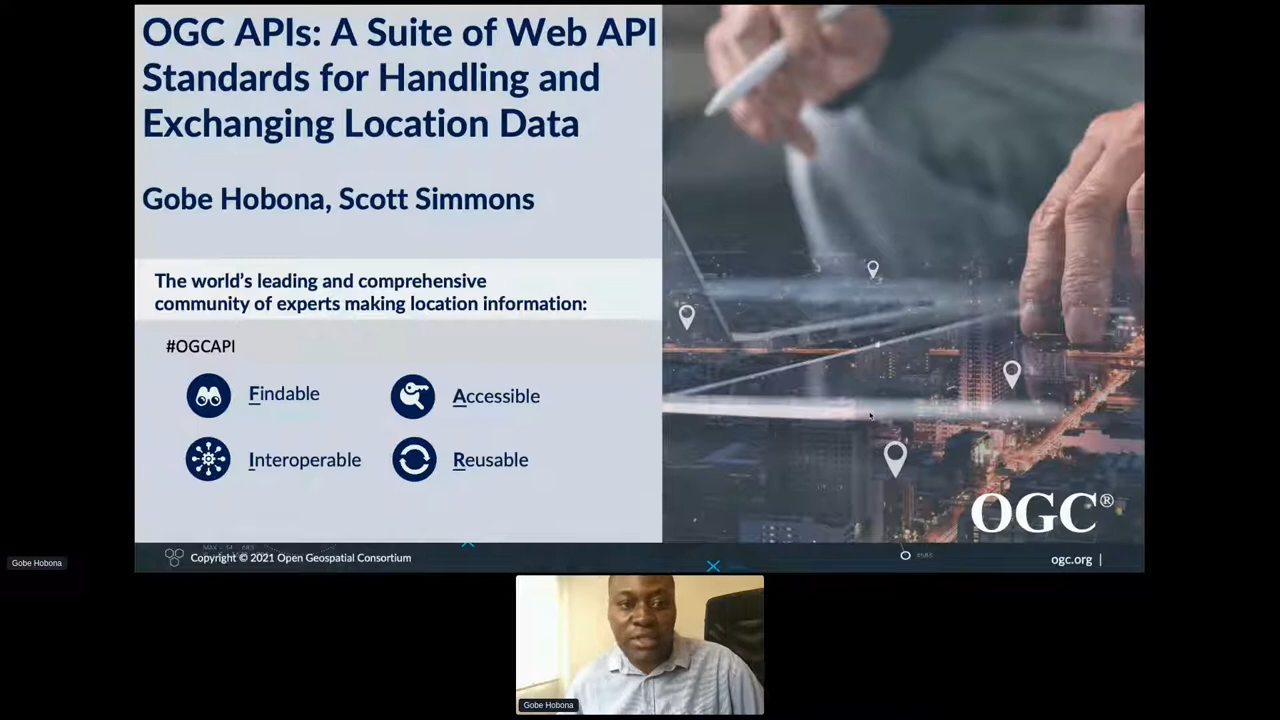 OGC APIs: A Suite of Web API
Standards for Handling and
Exchanging Location Data
Gobe Hobona, Scott Simmons
The world's leading and comprehensive
community of experts making location information:
#OGCAPI
Findable
Accessible
Interoperable
Reusable
OGC®
Copyright © 2021 Open Geospatial Consortium
ogc.org |
Gobe Hobona
Gobe Hobona